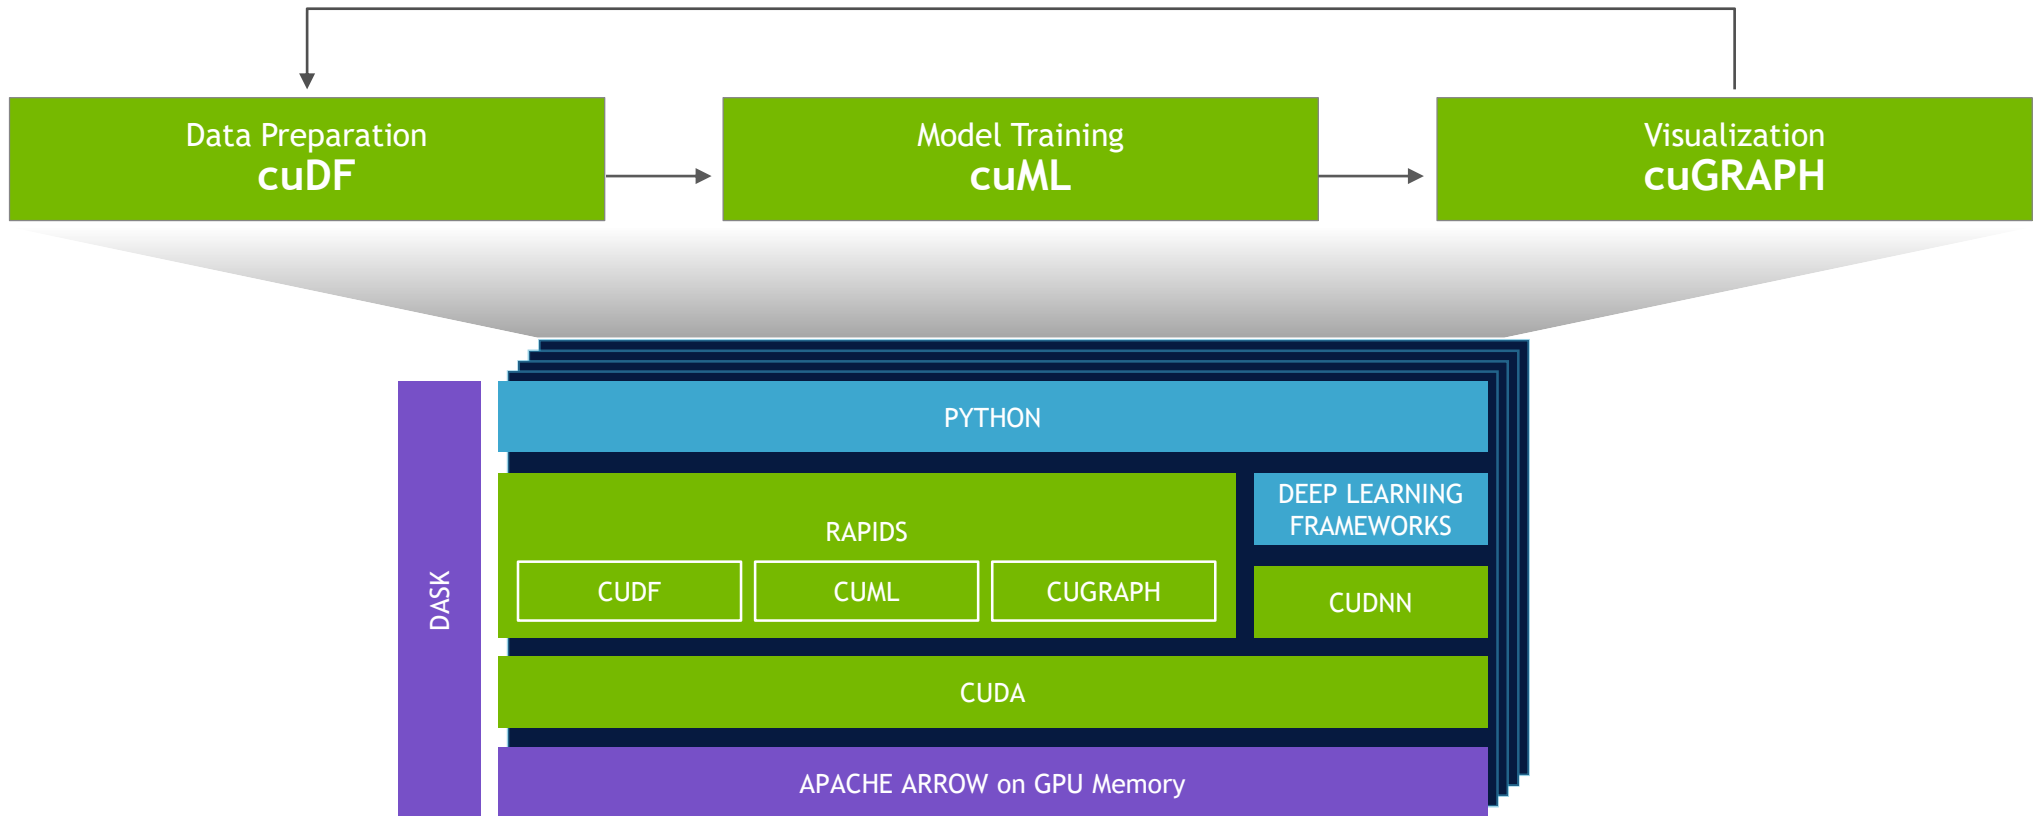 Data Preparation
cuDF
Model Training
cuML
Visualization
cuGRAPH
DASK
PYTHON
RAPIDS
CUDF
CUML
CUGRAPH
DEEP LEARNING
FRAMEWORKS
CUDNN
CUDA
APACHE ARROW on GPU Memory